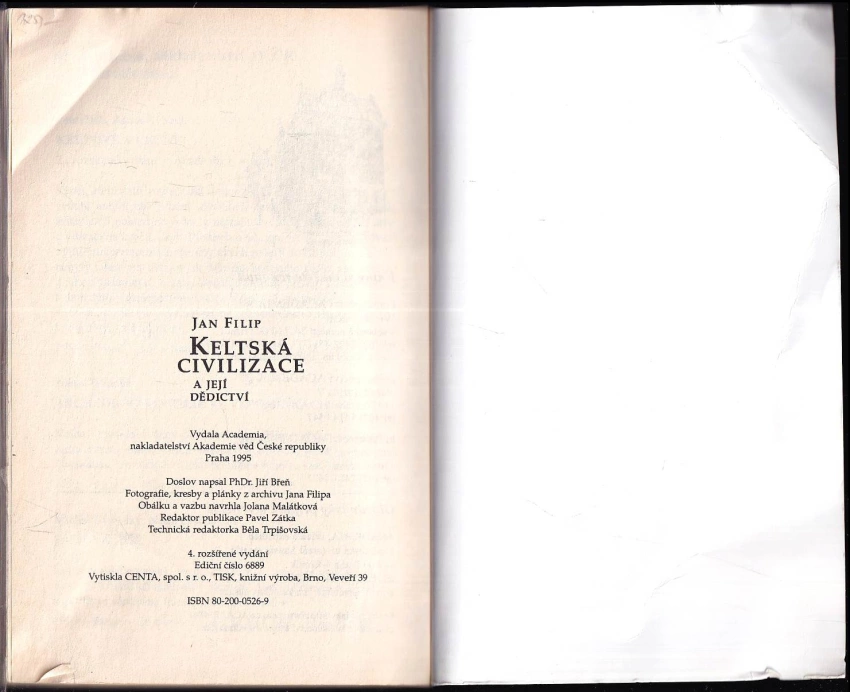 JAN FILIP
KELTSKÁ
CIVILIZACE
A JEJÍ
DĚDICTVÍ
Vydala Academia,
nakladatelství Akademie věd České republiky
Praha 1995
Doslov napsal PhDr. Jiří Břeň
Fotografie, kresby a plánky z archivu Jana Filipa
Obálku a vazbu navrhla Jolana Malátková
Redaktor publikace Pavel Zátka
Technická redaktorka Běla Trpišovská
4. rozšířené vydání
Ediční číslo 6889
Vytiskla CENTA, spol. s r. o., TISK, knižní výroba, Brno, Veveří 39
ISBN 80-200-0526-9